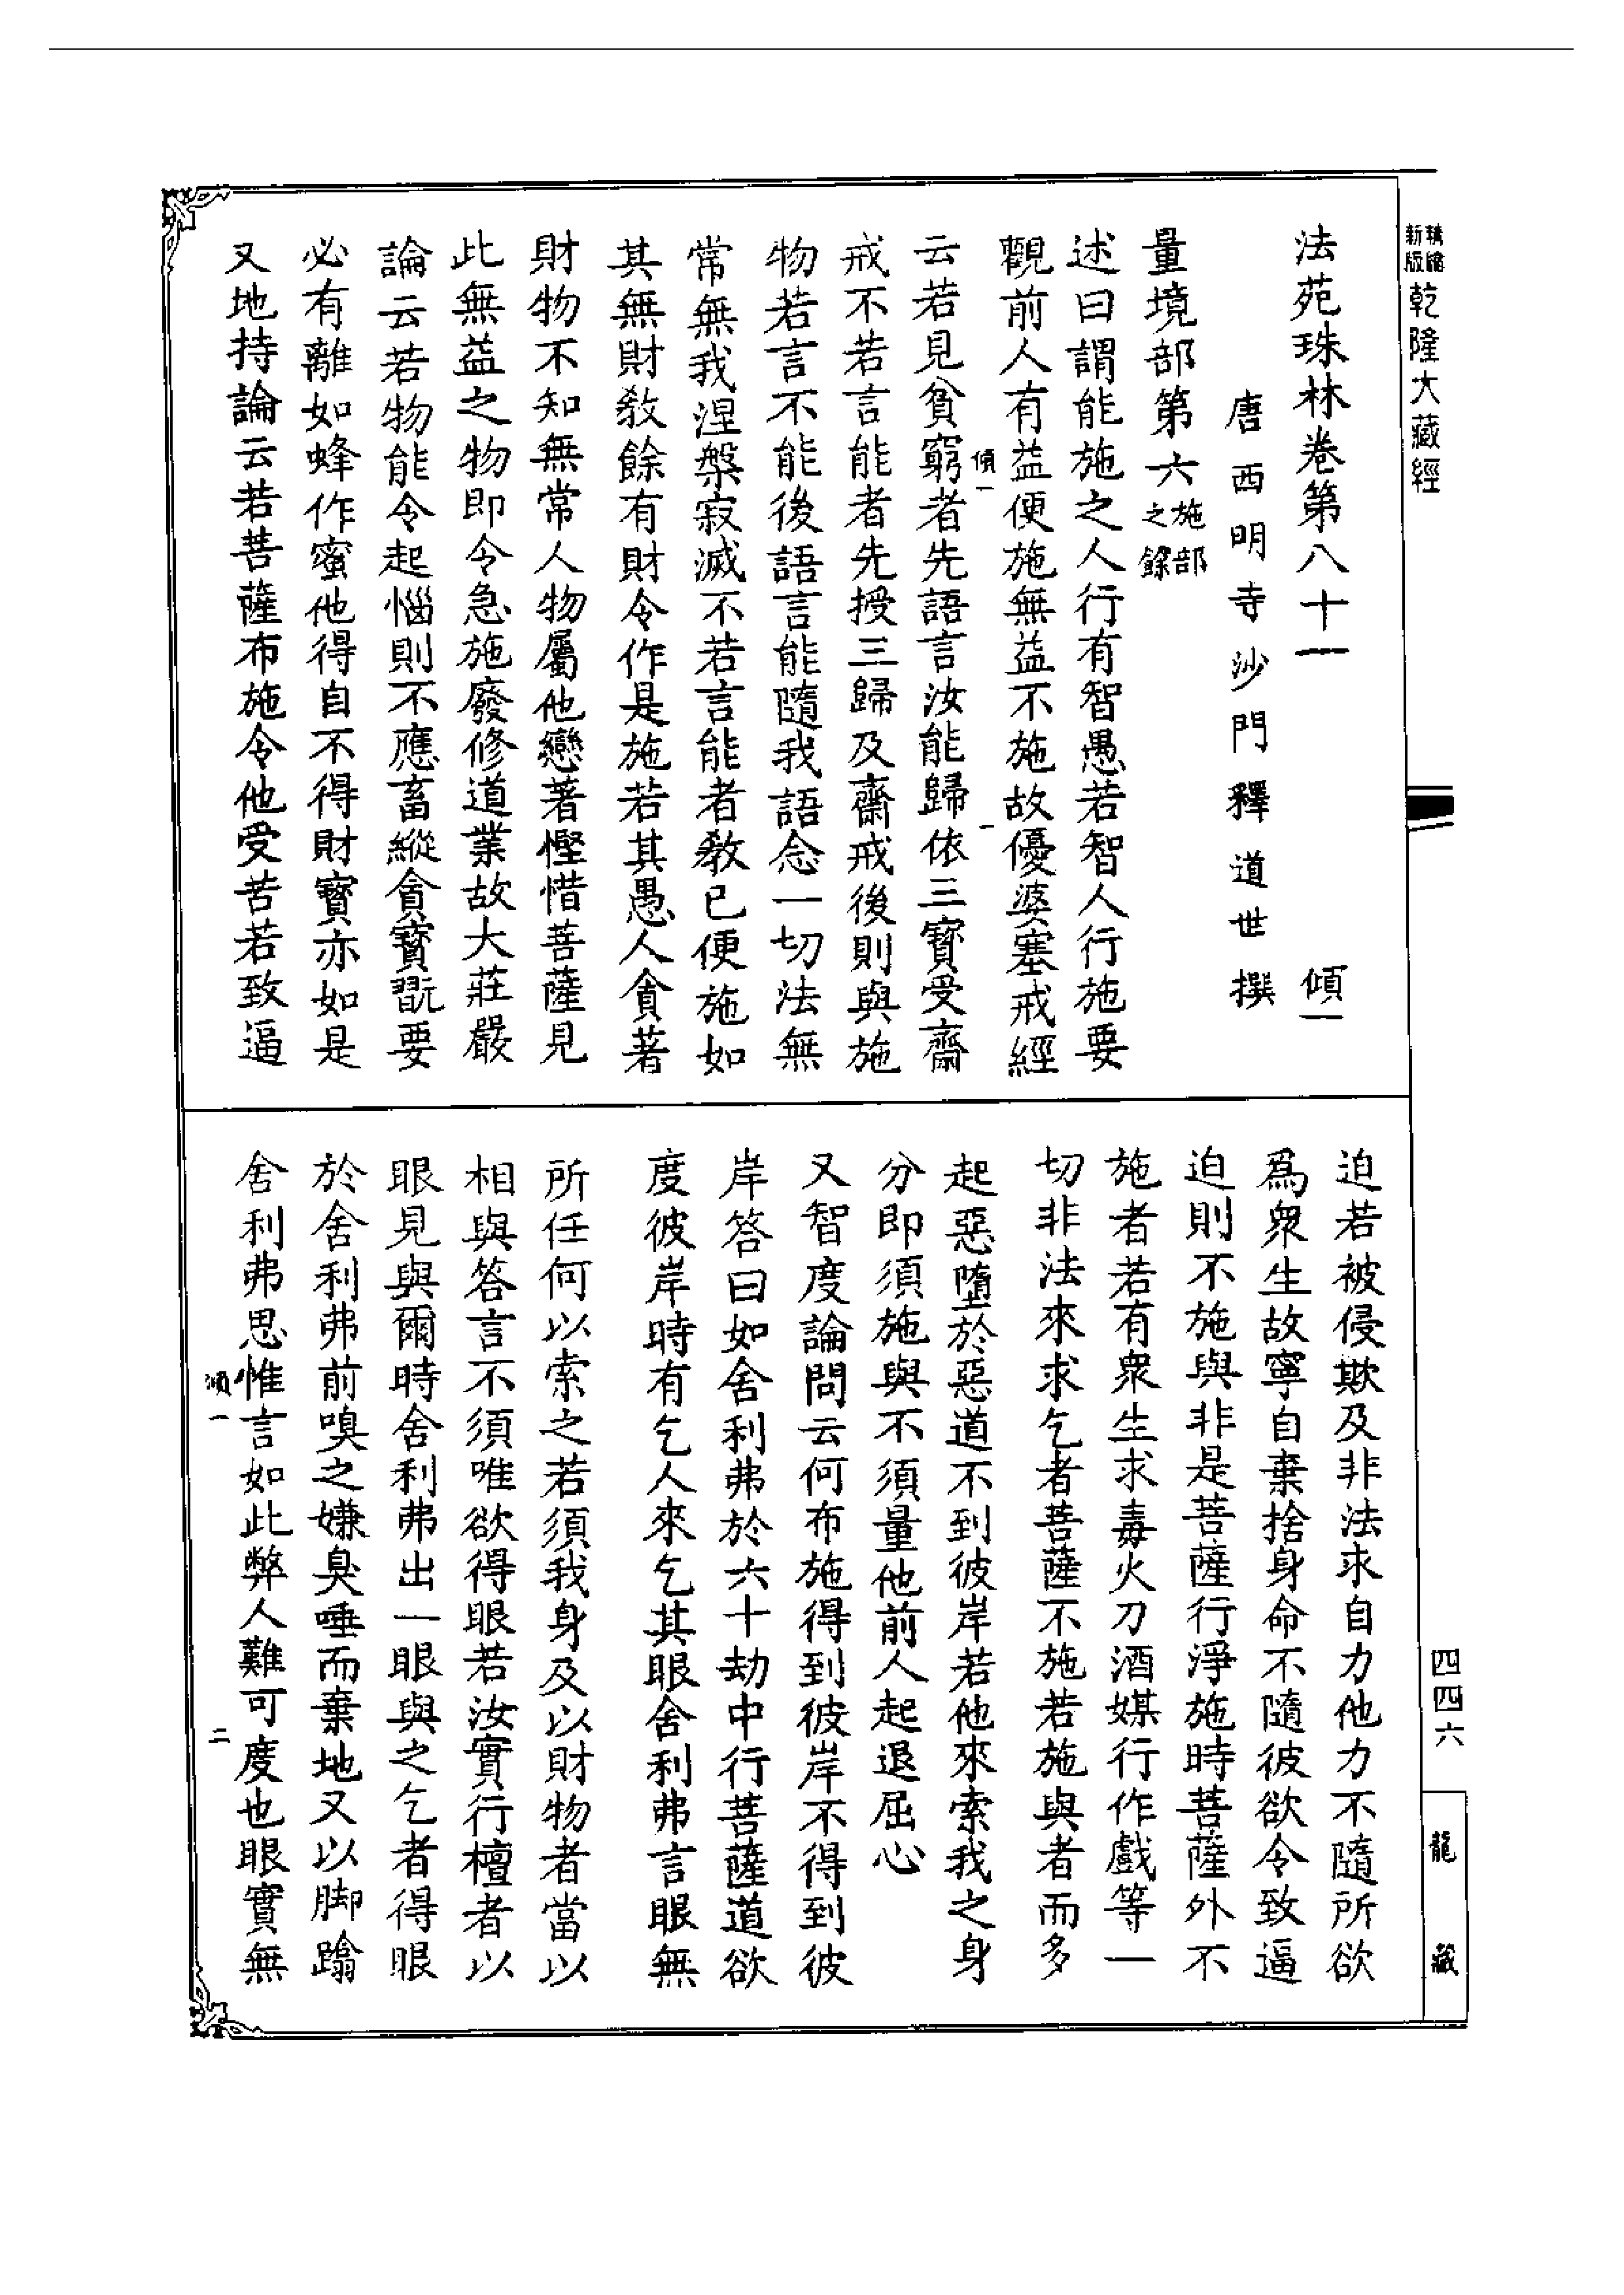 新編縮版乾隆大藏經
法苑珠林卷第八十一　傾一
唐西明寺沙門釋道世撰
量境部第六施部之餘
述曰謂能施之人行有智愚若智人行施要
觀前人有益便施無益不施故優婆塞戒經
傾一　一
云若見貧窮者先語言汝能歸依三寶受齋
戒不若言能者先授三歸及齋戒後則與施
物若言不能後語言能隨我語念一切法無
常無我涅槃寂滅不若言能者教已便施如
其無財教餘有財令作是施若其愚人貪著
財物不知無常人物屬他戀著慳惜菩薩見
此無益之物即令急施廢修道業故大莊嚴
論云若物能令起惱則不應畜縱貪寶翫要
必有離如蜂作蜜他得自不得財寶亦如是
又地持論云若菩薩布施令他受苦若致逼
迫若被侵欺及非法求自力他力不隨所欲
為眾生故寧自棄捨身命不隨彼欲令致逼
迫則不施與非是菩薩行淨施時菩薩外不
施者若有眾生求毒火刀酒媒行作戲等一
切非法來求乞者菩薩不施若施與者而多
起惡墮於惡道不到彼岸若他來索我之身
分即須施與不須量他前人起退屈心
又智度論問云何布施得到彼岸不得到彼
岸答曰如舍利弗於六十劫中行菩薩道欲
度彼岸時有乞人來乞其眼舍利弗言眼無
所任何以索之若須我身及以財物者當以
相與答言不須唯欲得眼若汝實行檀者以
眼見與爾時舍利弗出一眼與之乞者得眼
於舍利弗前嗅之嫌臭唾而棄地又以脚蹋
舍利弗思惟言如此弊人難可度也眼實無
傾一　二
四四六
龍藏